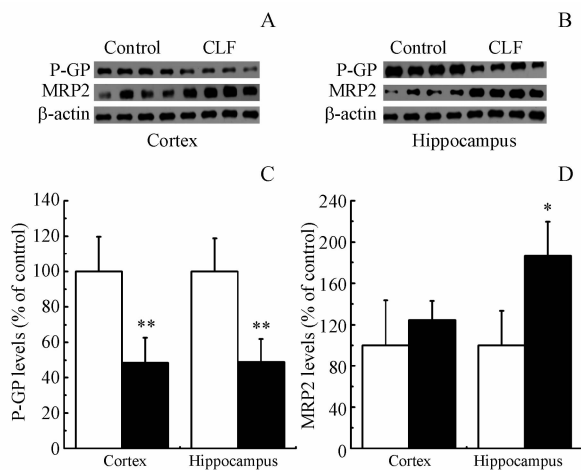 A
Control CLF
P-GP
MRP2
β-actin
Cortex
B
Control CLF
P-GP
MRP2
β-actin
Hippocampus
C
P-GP levels (% of control)
140
120
100
80
60
40
20
0
**
**
Cortex Hippocampus
D
MRP2 levels (% of control)
240
200
160
120
80
40
0
*
Cortex Hippocampus